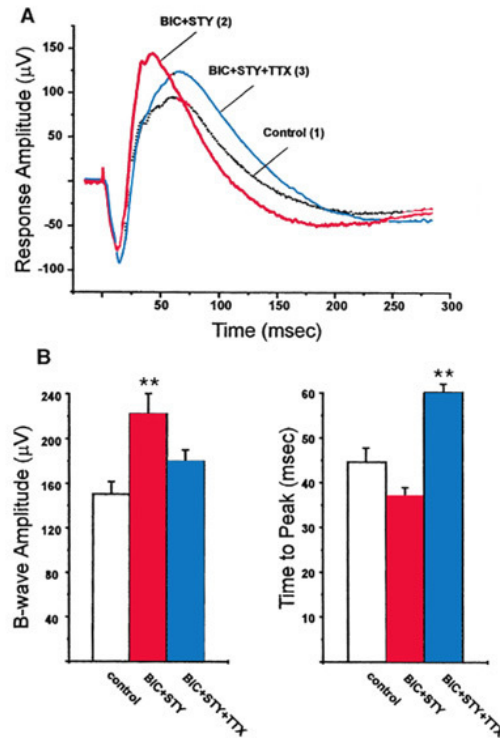 A
BIC+STY (2)
BIC+STY+TTX (3)
Control (1)
Response Amplitude (µV)
150
100
50
0
-50
-100
50 100 150 200 250 300
Time (msec)
B
B-wave Amplitude (µV)
240
200
160
120
80
40
**
control
BIC+STY
BIC+STY+TTX
Time to Peak (msec)
60
50
40
30
20
10
**
control
BIC+STY
BIC+STY+TTX